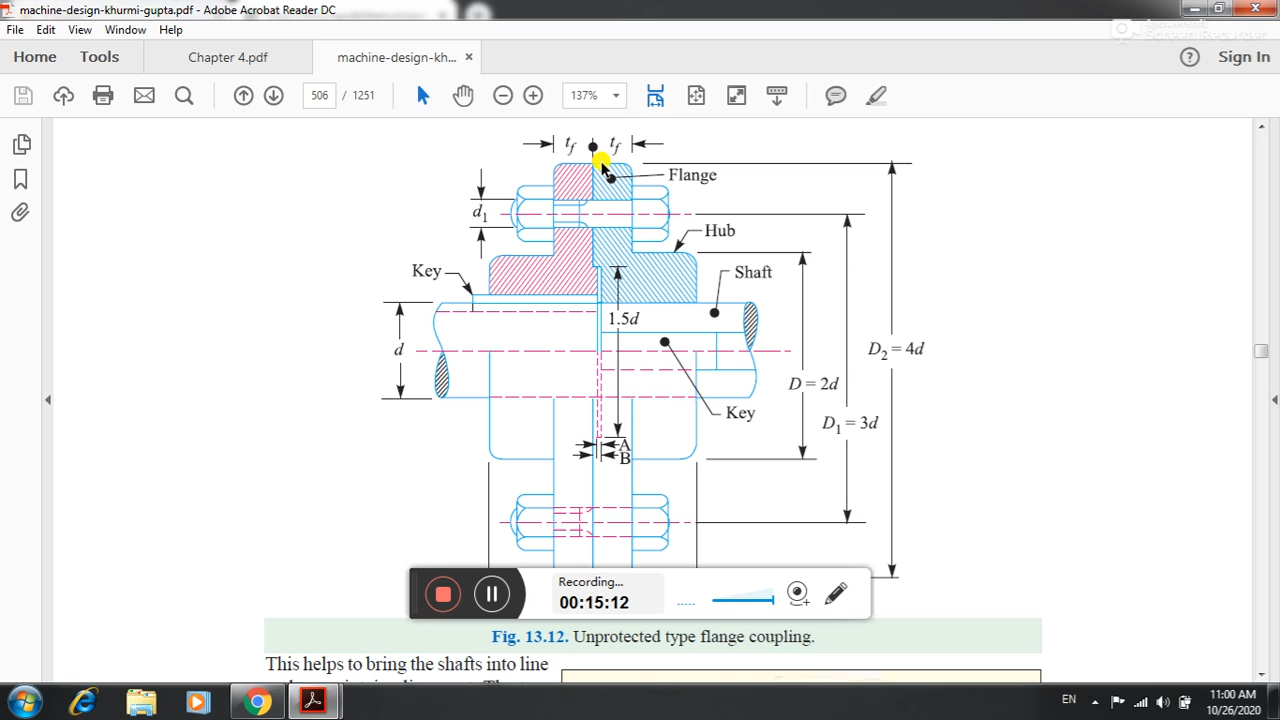 machine-design-khurmi-gupta.pdf - Adobe Acrobat Reader DC
File Edit View Window Help
Screen Recorder
Home Tools Chapter 4.pdf machine-design-kh... × Sign In
506 / 1251 137%
tf tf
Flange
d1
Hub
Key
Shaft
1.5d
d
D2 = 4d
D = 2d
Key
D1 = 3d
A
B
Recording...
00:15:12
Fig. 13.12. Unprotected type flange coupling.
This helps to bring the shafts into line
EN 11:00 AM
10/26/2020